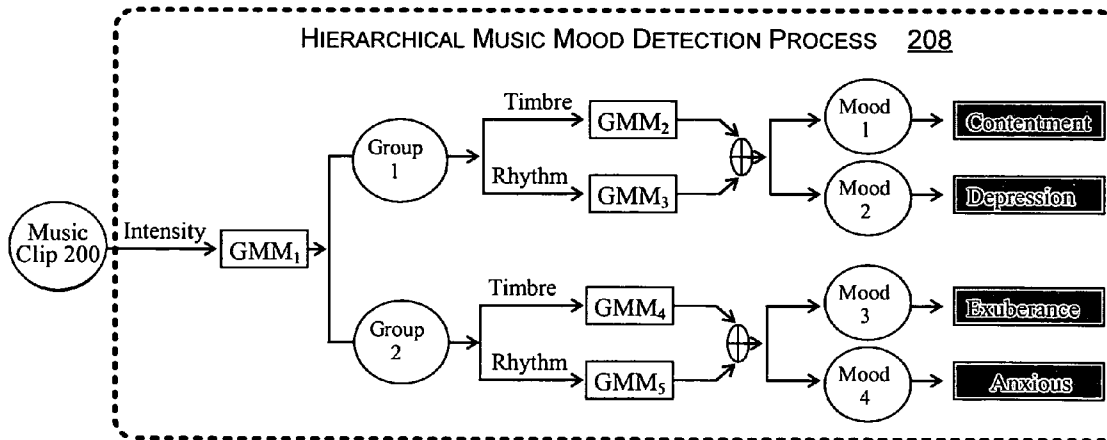 HIERARCHICAL MUSIC MOOD DETECTION PROCESS 208
Music
Clip 200
Intensity
GMM₁
Group
1
Timbre
GMM₂
Rhythm
GMM₃
Mood
1
Contentment
Mood
2
Depression
Group
2
Timbre
GMM₄
Rhythm
GMM₅
Mood
3
Exuberance
Mood
4
Anxious